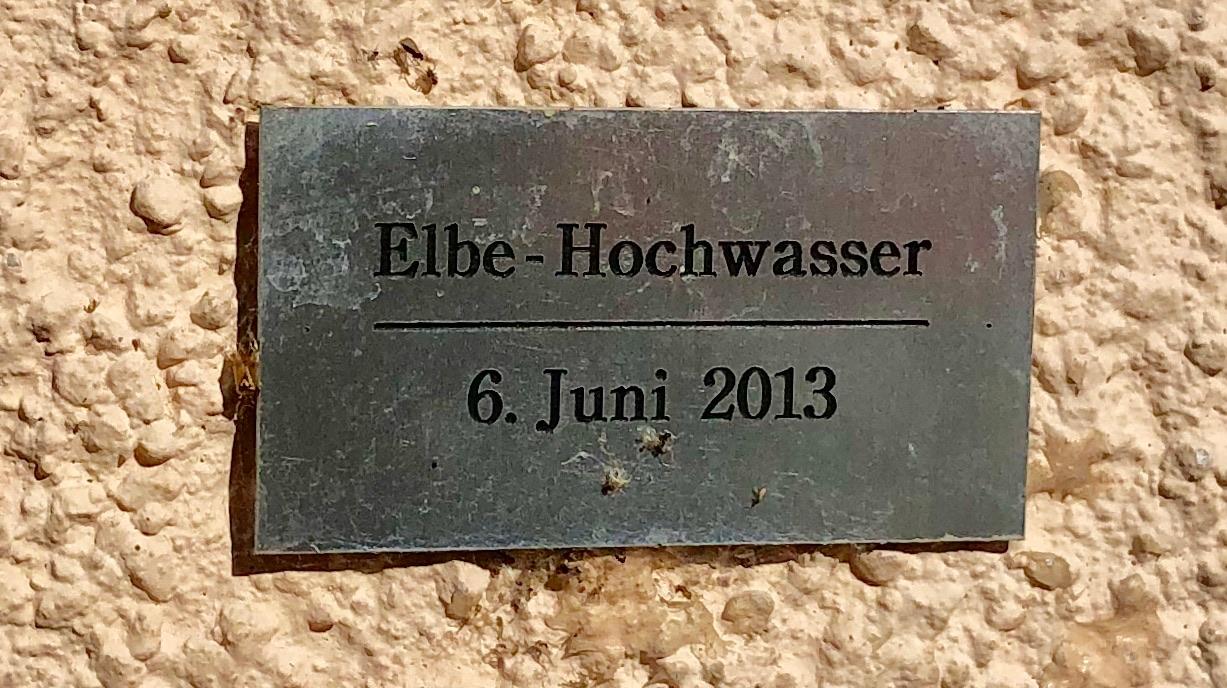 Elbe-Hochwasser
6. Juni 2013